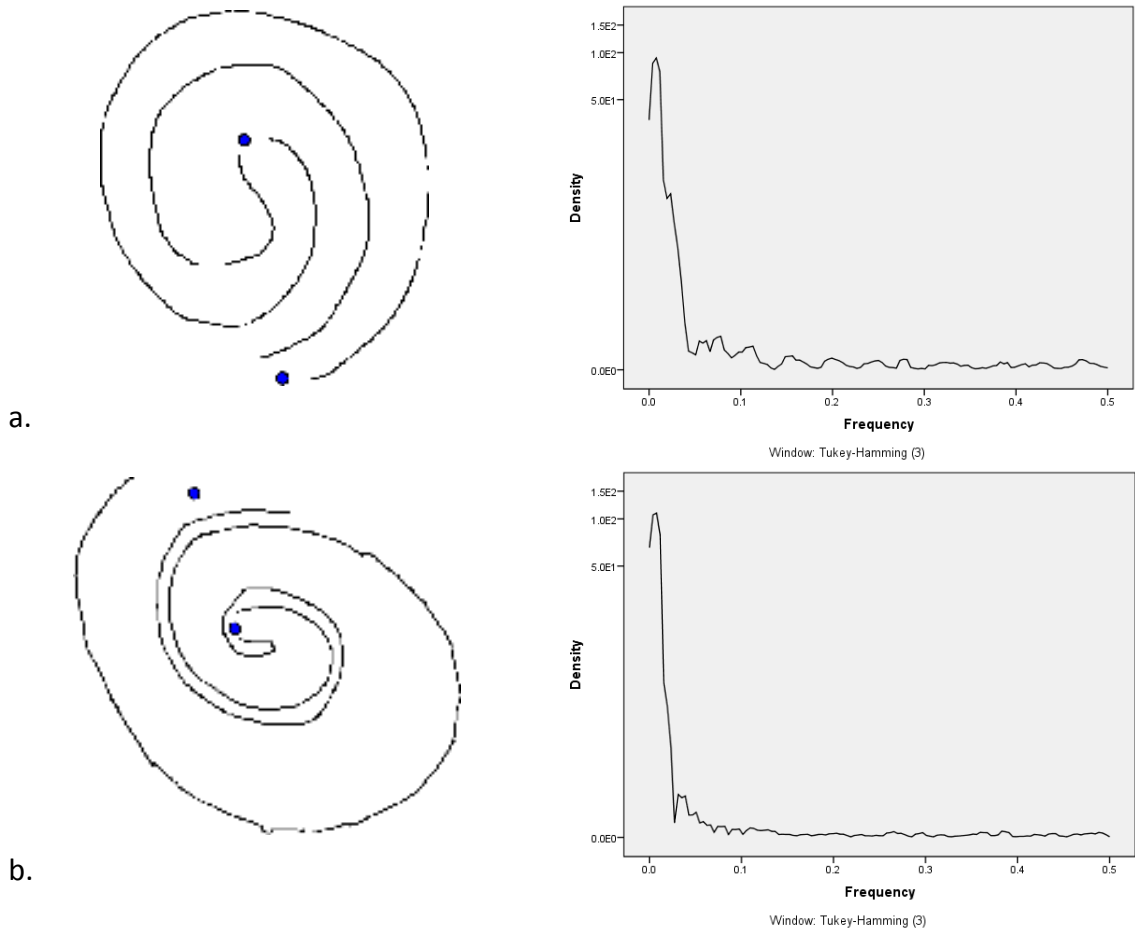 1.5E2
1.0E2
5.0E1
Density
0.0E0
0.0 0.1 0.2 0.3 0.4 0.5
Frequency
Window: Tukey-Hamming (3)
a.
1.5E2
1.0E2
5.0E1
Density
0.0E0
0.0 0.1 0.2 0.3 0.4 0.5
Frequency
Window: Tukey-Hamming (3)
b.